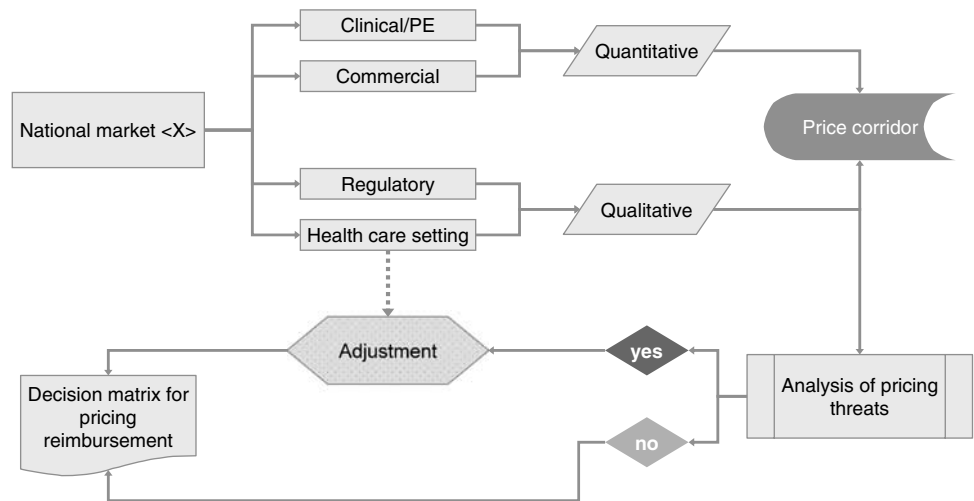 Clinical/PE
Quantitative
Commercial
National market <X>
Price corridor
Regulatory
Qualitative
Health care setting
Adjustment
yes
Decision matrix for
pricing
reimbursement
Analysis of pricing
threats
no